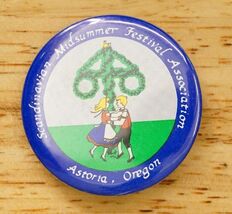 Scandinavian Midsummer Festival Association
Astoria, Oregon